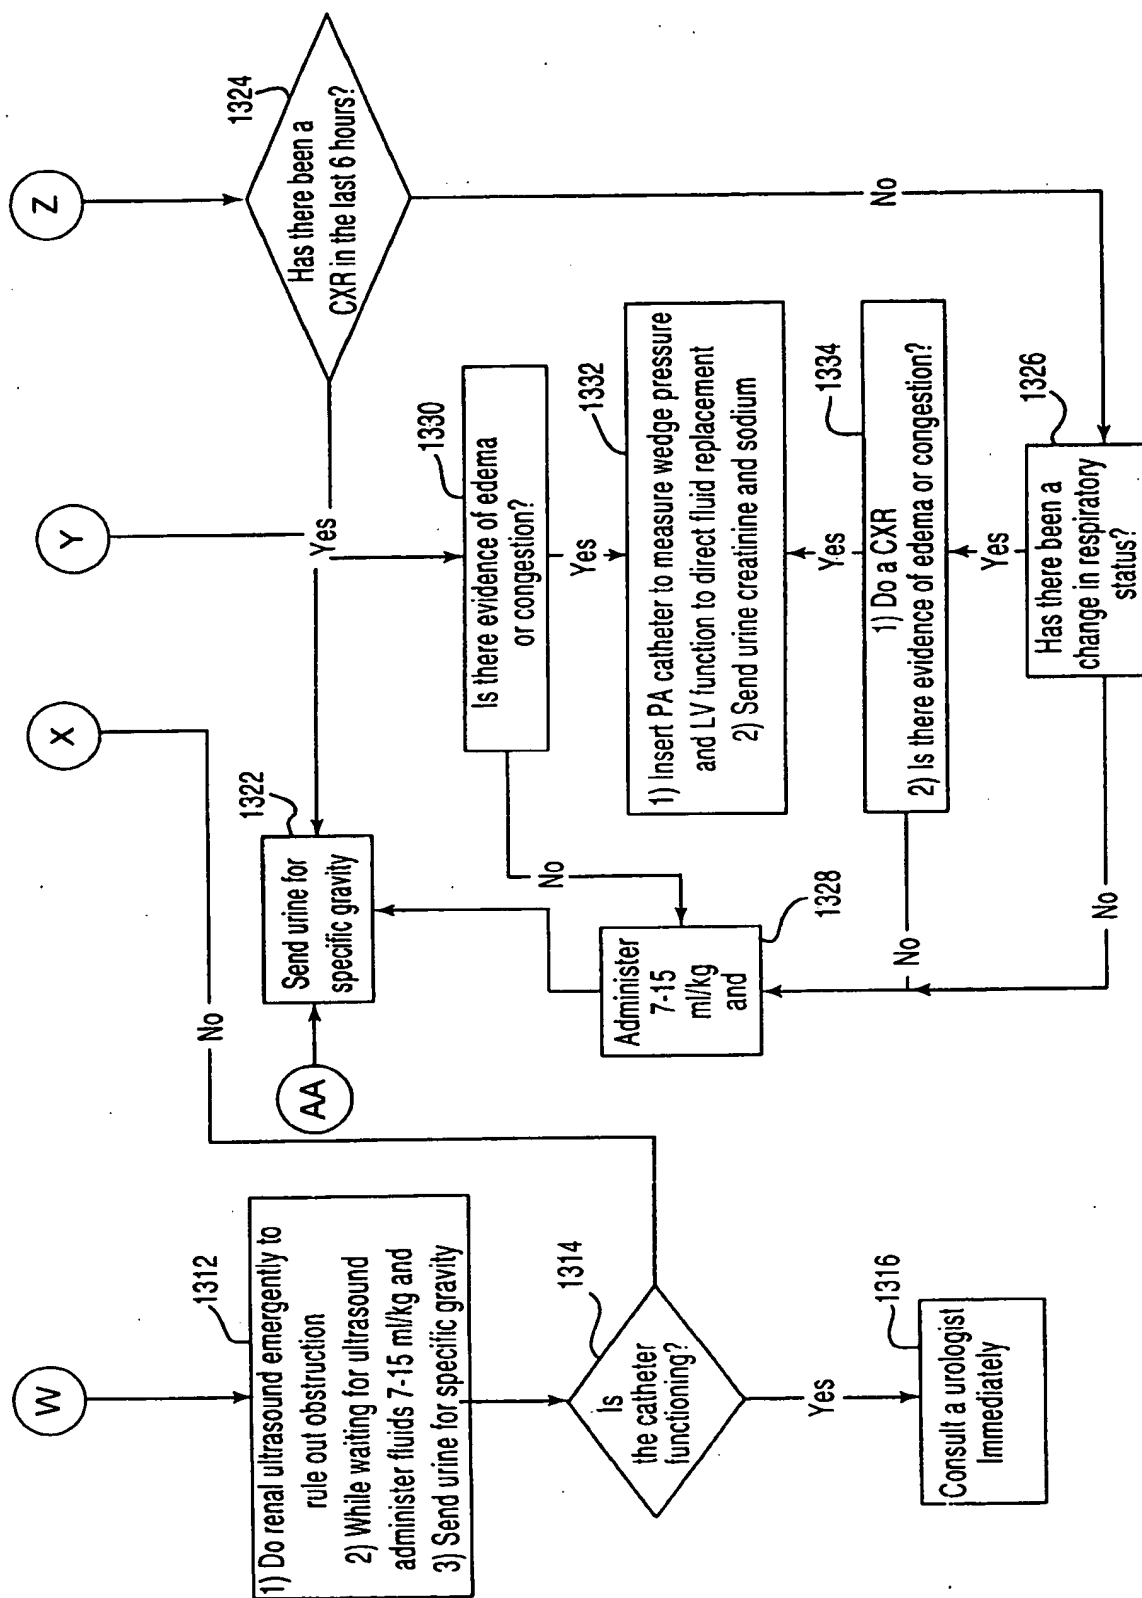 W
1312
1) Do renal ultrasound emergently to
rule out obstruction
2) While waiting for ultrasound
administer fluids 7-15 ml/kg and
3) Send urine for specific gravity
1314
Is
the catheter
functioning?
Yes
1316
Consult a urologist
Immediately
No
X
AA
1322
Send urine for
specific gravity
Y
Z
1324
Has there been a
CXR in the last 6 hours?
Yes
No
1330
Is there evidence of edema
or congestion?
Yes
No
1332
1) Insert PA catheter to measure wedge pressure
and LV function to direct fluid replacement
2) Send urine creatinine and sodium
1328
Administer
7-15
ml/kg
and
1334
1) Do a CXR
2) Is there evidence of edema or congestion?
Yes
No
1326
Has there been a
change in respiratory
status?
Yes
No